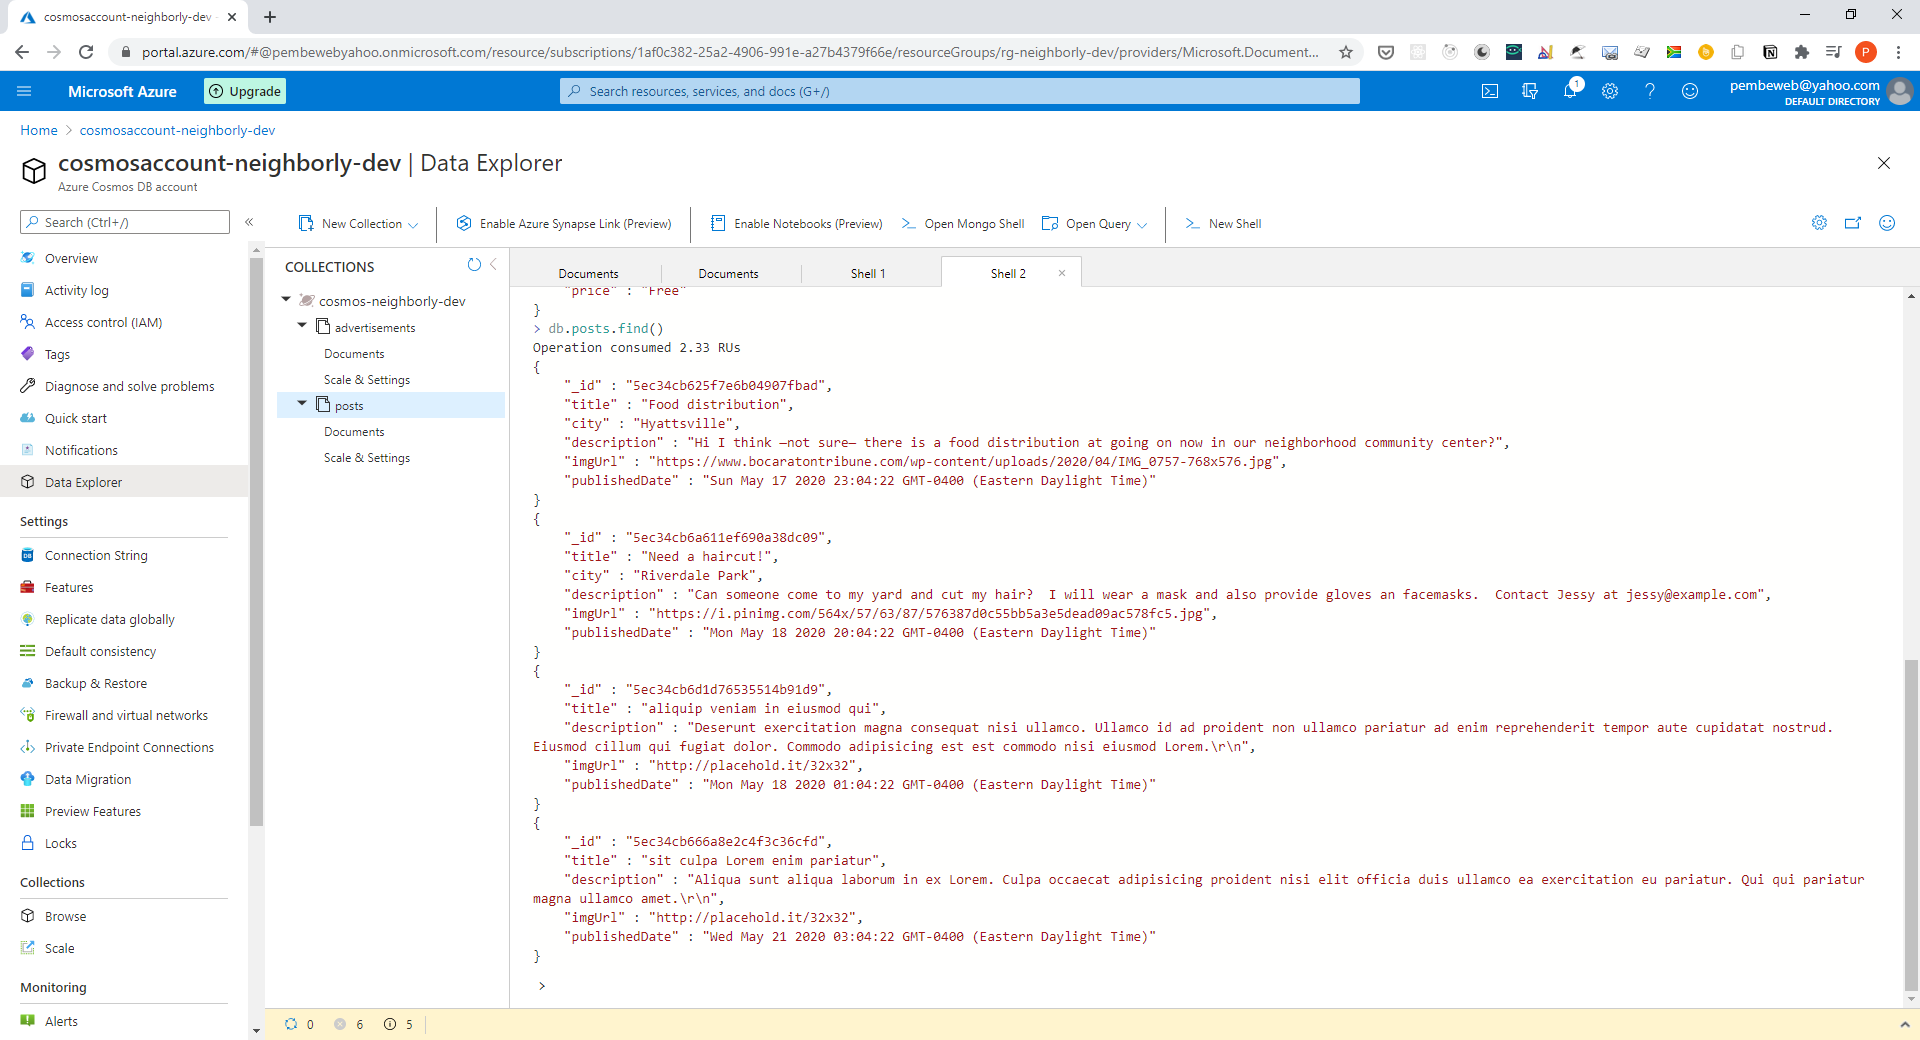 cosmosaccount-neighborly-dev
portal.azure.com/#@pembewebyahoo.onmicrosoft.com/resource/subscriptions/1af0c382-25a2-4906-991e-a27b4379f66e/resourceGroups/rg-neighborly-dev/providers/Microsoft.Document...
P
Microsoft Azure
Upgrade
Search resources, services, and docs (G+/)
1
pembeweb@yahoo.com
DEFAULT DIRECTORY
Home > cosmosaccount-neighborly-dev
cosmosaccount-neighborly-dev | Data Explorer
Azure Cosmos DB account
Search (Ctrl+/)
«
New Collection
Enable Azure Synapse Link (Preview)
Enable Notebooks (Preview)
Open Mongo Shell
Open Query
New Shell
Overview
Activity log
Access control (IAM)
Tags
Diagnose and solve problems
Quick start
Notifications
Data Explorer
Settings
Connection String
Features
Replicate data globally
Default consistency
Backup & Restore
Firewall and virtual networks
Private Endpoint Connections
Data Migration
Preview Features
Locks
Collections
Browse
Scale
Monitoring
Alerts
COLLECTIONS
cosmos-neighborly-dev
advertisements
Documents
Scale & Settings
posts
Documents
Scale & Settings
Documents
Documents
Shell 1
Shell 2
"price" : "Free"
}
> db.posts.find()
Operation consumed 2.33 RUs
{
"_id" : "5ec34cb625f7e6b04907fbad",
"title" : "Food distribution",
"city" : "Hyattsville",
"description" : "Hi I think —not sure— there is a food distribution at going on now in our neighborhood community center?",
"imgUrl" : "https://www.bocaratontribune.com/wp-content/uploads/2020/04/IMG_0757-768x576.jpg",
"publishedDate" : "Sun May 17 2020 23:04:22 GMT-0400 (Eastern Daylight Time)"
}
{
"_id" : "5ec34cb6a611ef690a38dc09",
"title" : "Need a haircut!",
"city" : "Riverdale Park",
"description" : "Can someone come to my yard and cut my hair?  I will wear a mask and also provide gloves an facemasks.  Contact Jessy at jessy@example.com",
"imgUrl" : "https://i.pinimg.com/564x/57/63/87/576387d0c55bb5a3e5dead09ac578fc5.jpg",
"publishedDate" : "Mon May 18 2020 20:04:22 GMT-0400 (Eastern Daylight Time)"
}
{
"_id" : "5ec34cb6d1d76535514b91d9",
"title" : "aliquip veniam in eiusmod qui",
"description" : "Deserunt exercitation magna consequat nisi ullamco. Ullamco id ad proident non ullamco pariatur ad enim reprehenderit tempor aute cupidatat nostrud.
Eiusmod cillum qui fugiat dolor. Commodo adipisicing est est commodo nisi eiusmod Lorem.\r\n",
"imgUrl" : "http://placehold.it/32x32",
"publishedDate" : "Mon May 18 2020 01:04:22 GMT-0400 (Eastern Daylight Time)"
}
{
"_id" : "5ec34cb666a8e2c4f3c36cfd",
"title" : "sit culpa Lorem enim pariatur",
"description" : "Aliqua sunt aliqua laborum in ex Lorem. Culpa occaecat adipisicing proident nisi elit officia duis ullamco ea exercitation eu pariatur. Qui qui pariatur
magna ullamco amet.\r\n",
"imgUrl" : "http://placehold.it/32x32",
"publishedDate" : "Wed May 21 2020 03:04:22 GMT-0400 (Eastern Daylight Time)"
}
>
0 6 5